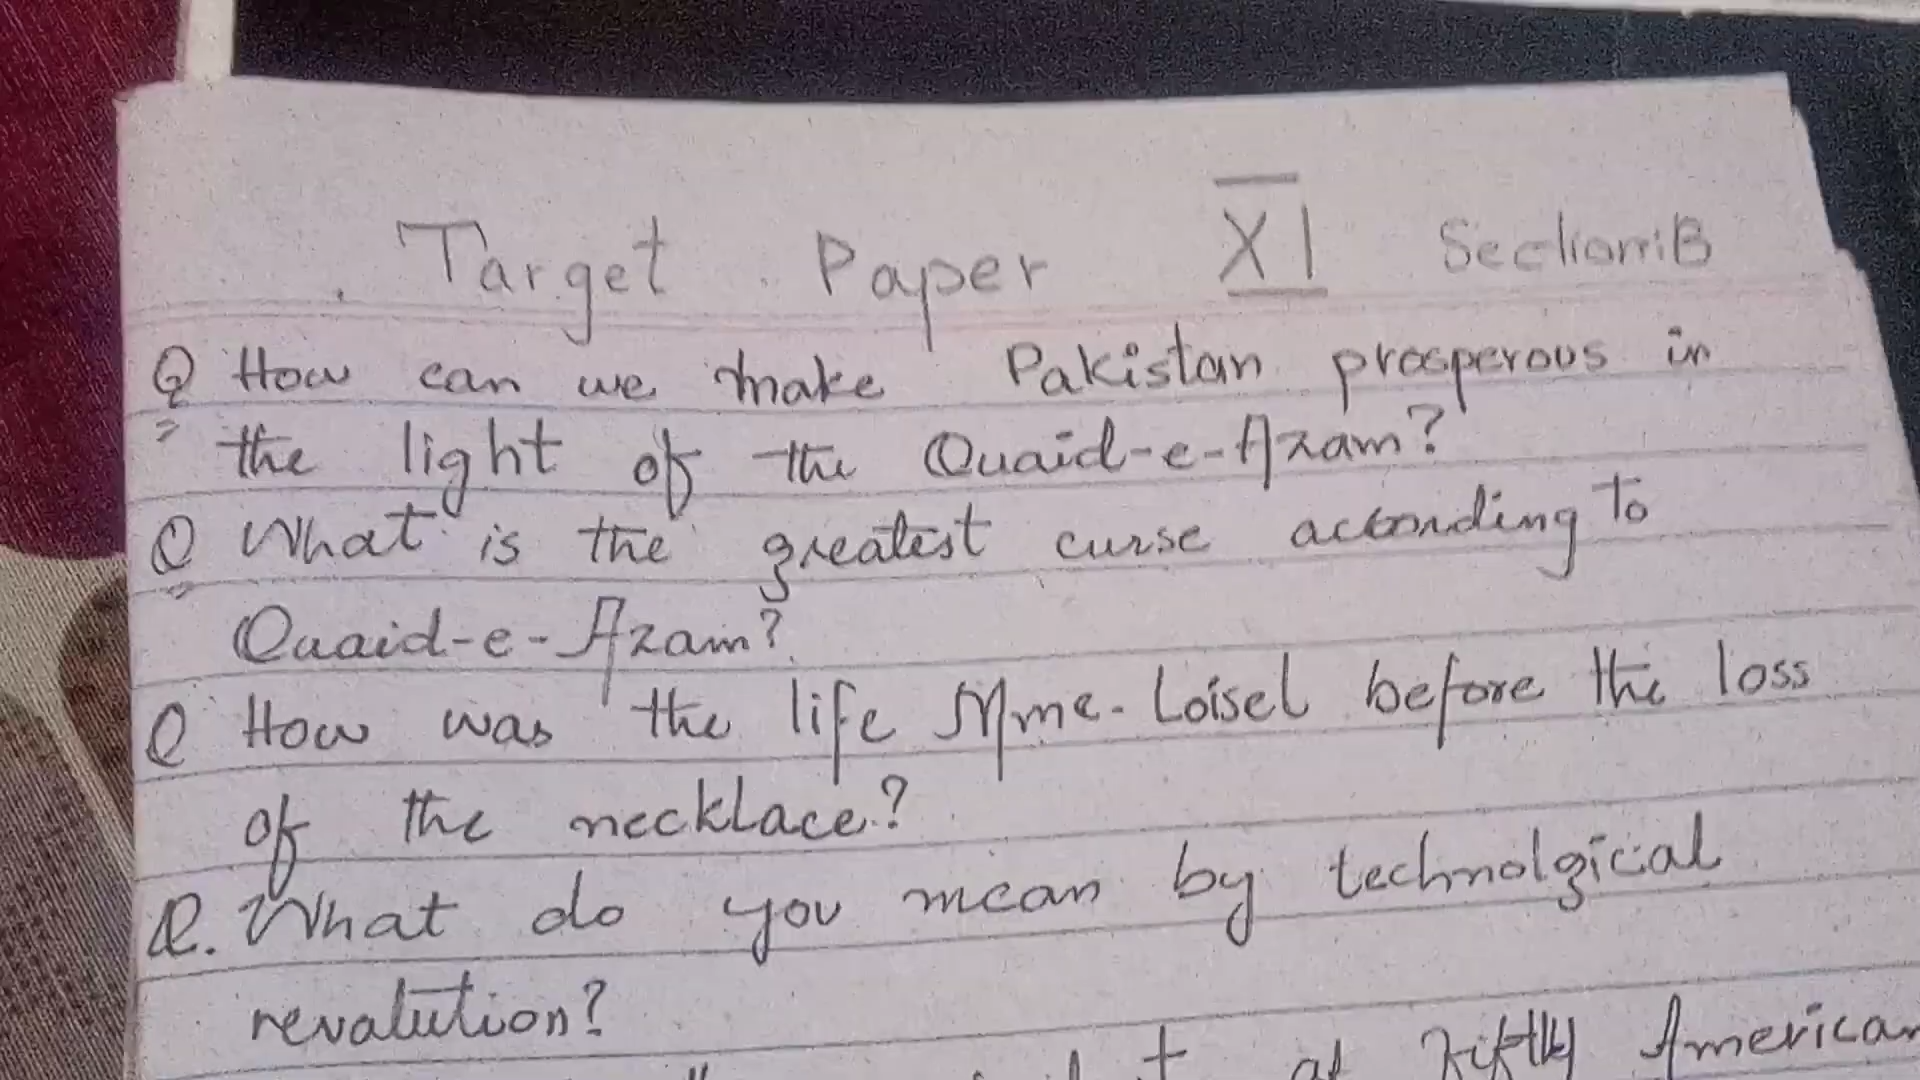 Target Paper XI Section:B
Q How can we make Pakistan prosperous in
the light of the Quaid-e-Azam?
Q What is the greatest curse according to
Quaid-e-Azam?
Q How was the life Mme. Loisel before the loss
of the necklace?
Q. What do you mean by technolgical
revalution?
at American